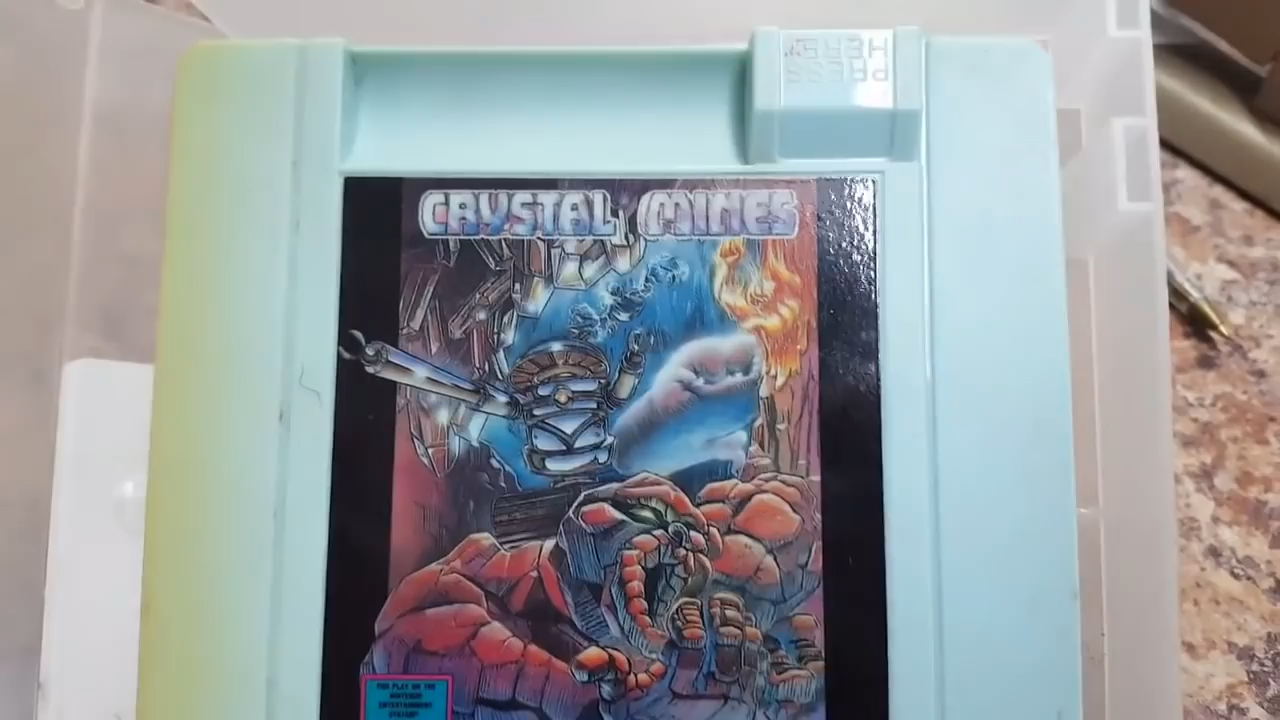 PRESS
HERE
CRYSTAL MINES
FOR PLAY ON THE
NINTENDO
ENTERTAINMENT
SYSTEM